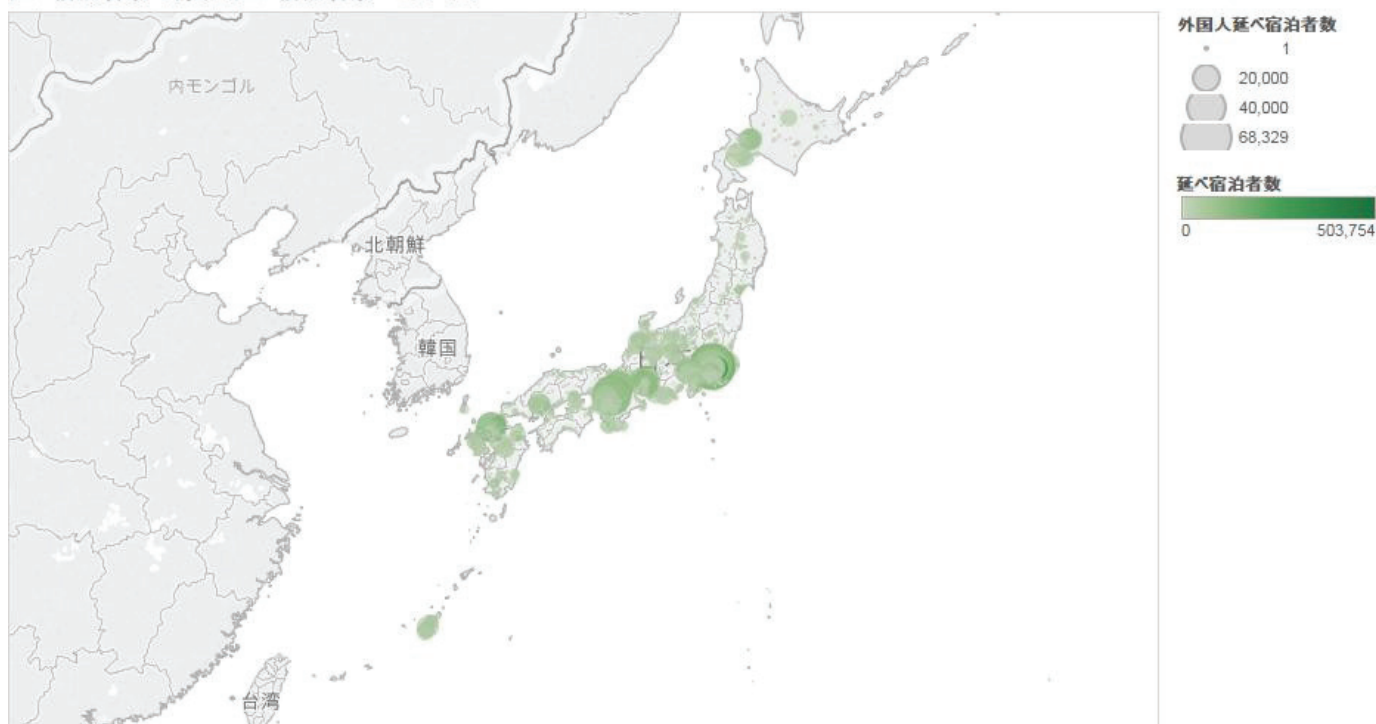 内モンゴル
北朝鮮
韓国
台湾
外国人延べ宿泊者数
1
20,000
40,000
68,329
延べ宿泊者数
0 503,754